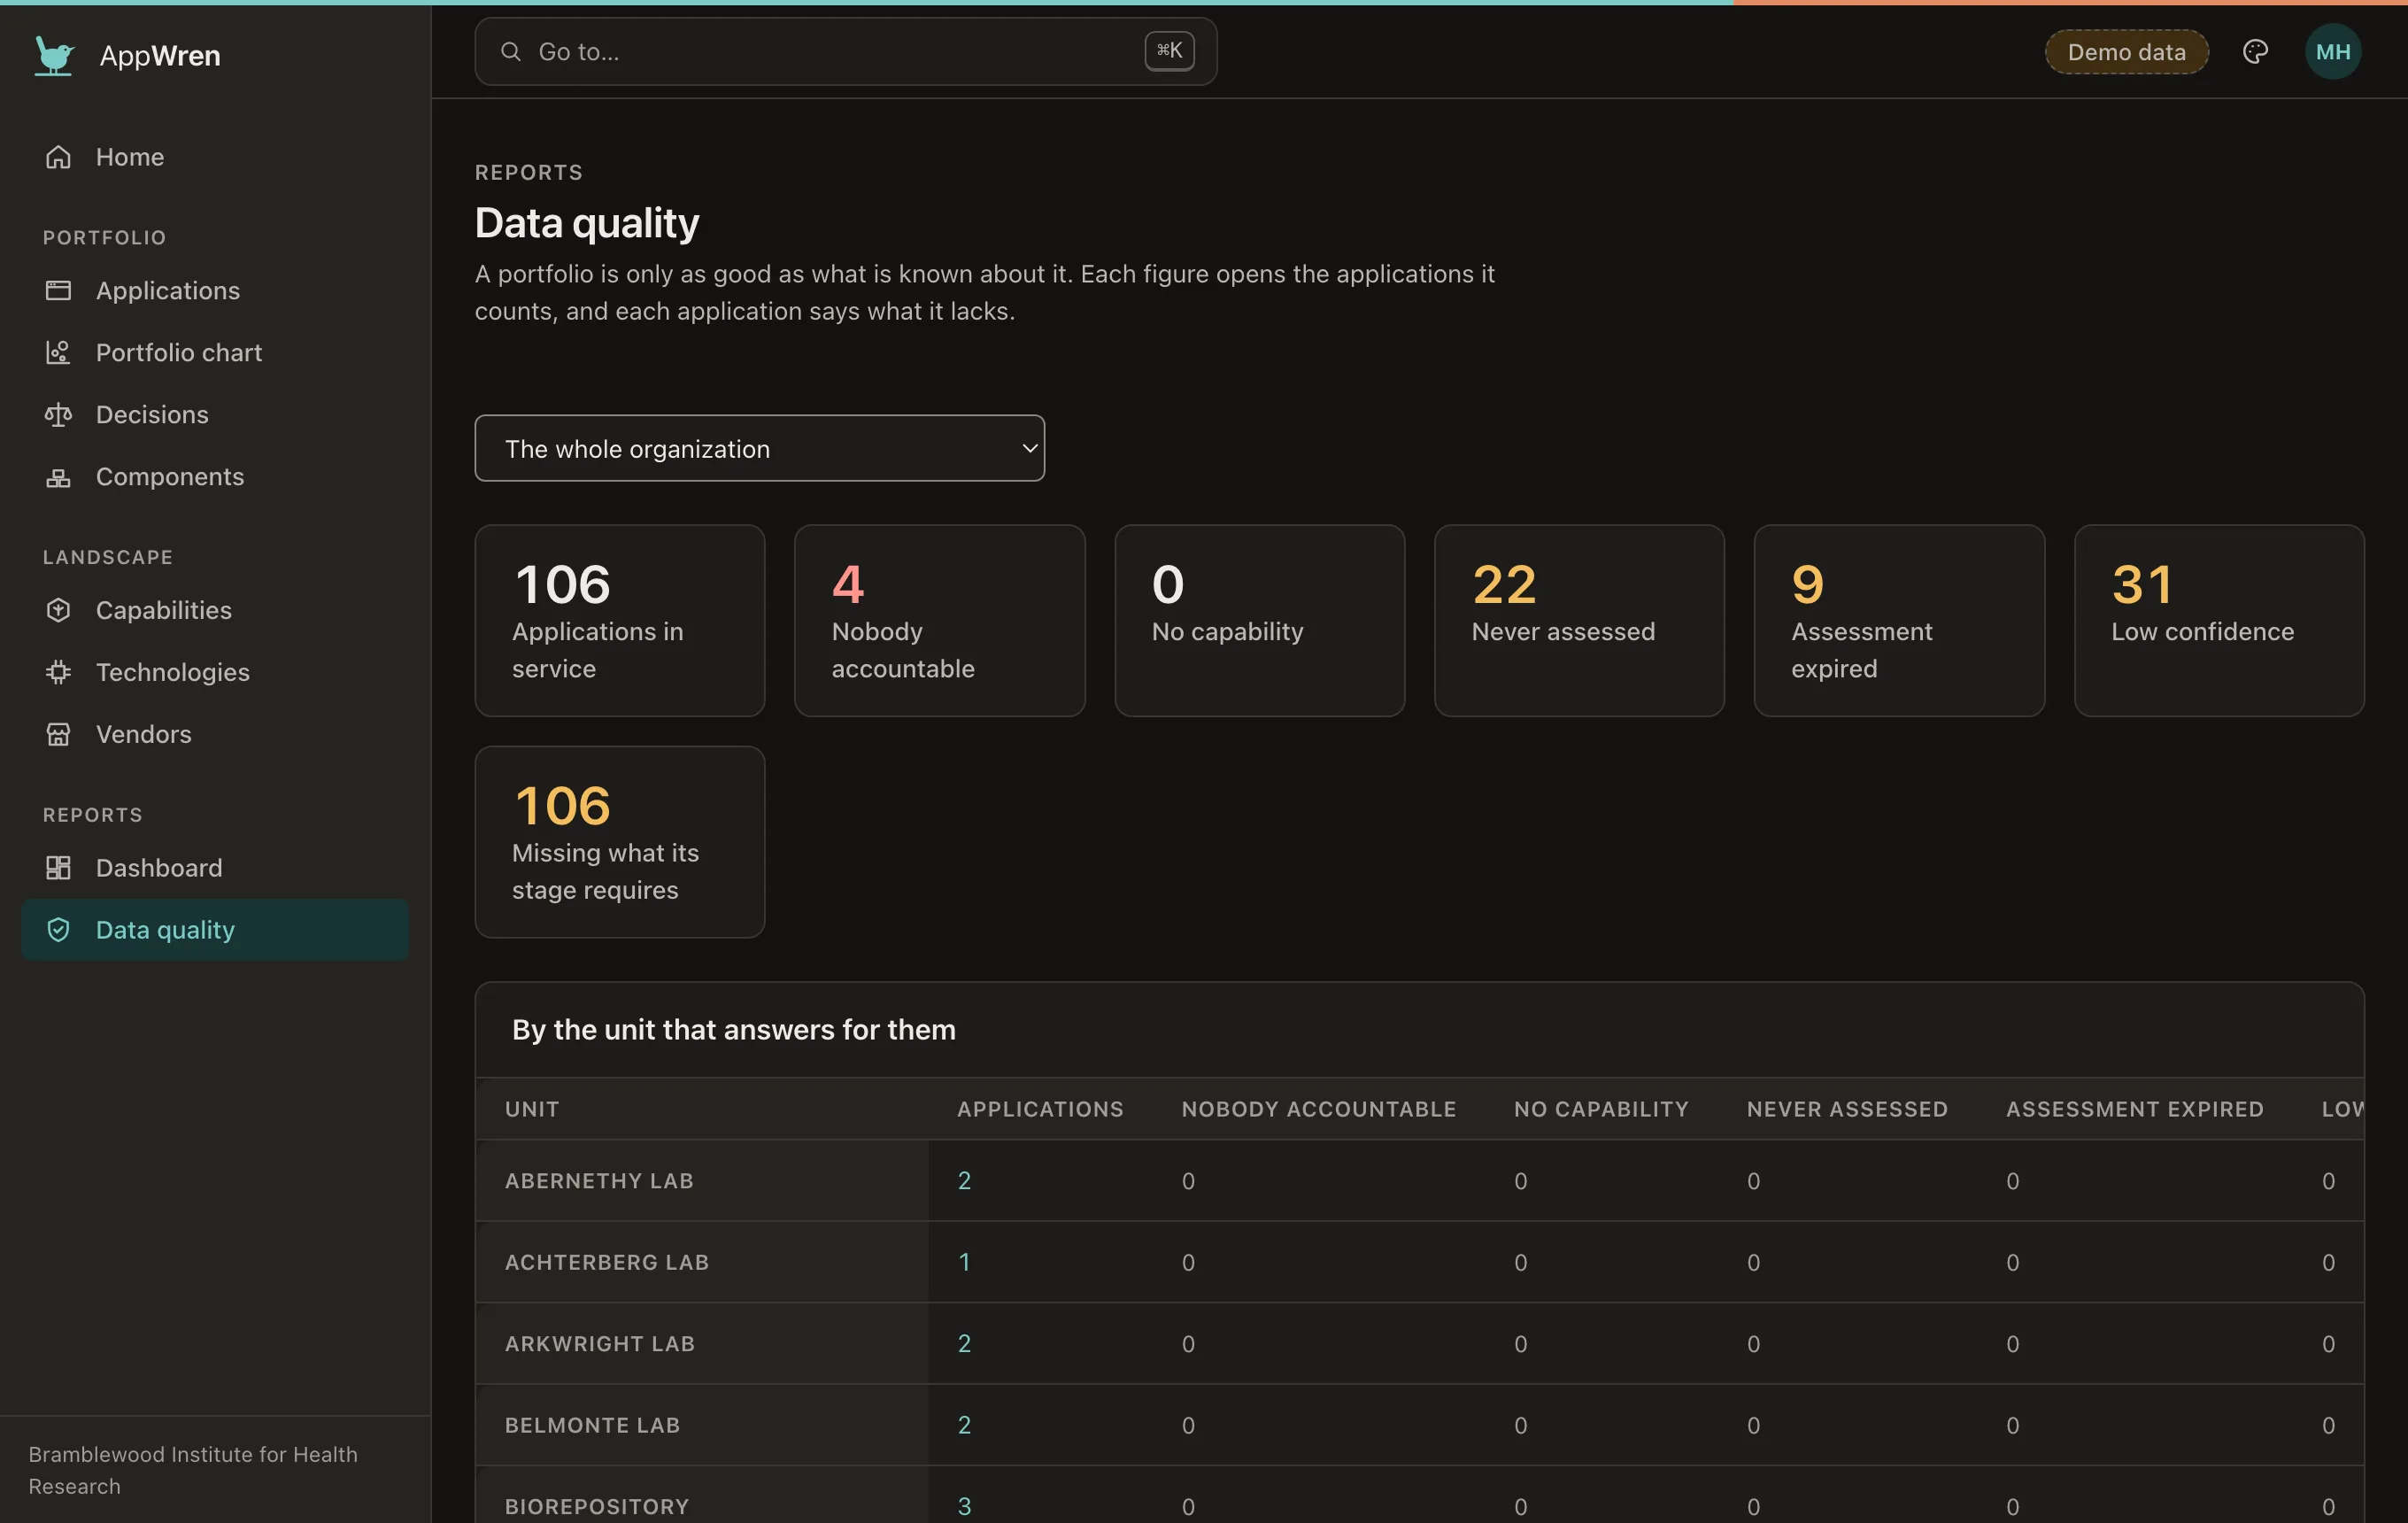 AppWren
Go to...
⌘K
Demo data
MH
Home
PORTFOLIO
Applications
Portfolio chart
Decisions
Components
LANDSCAPE
Capabilities
Technologies
Vendors
REPORTS
Dashboard
Data quality
Bramblewood Institute for Health
Research
REPORTS
Data quality
A portfolio is only as good as what is known about it. Each figure opens the applications it
counts, and each application says what it lacks.
The whole organization
106
Applications in
service
4
Nobody
accountable
0
No capability
22
Never assessed
9
Assessment
expired
31
Low confidence
106
Missing what its
stage requires
By the unit that answers for them
UNIT APPLICATIONS NOBODY ACCOUNTABLE NO CAPABILITY NEVER ASSESSED ASSESSMENT EXPIRED LOW
ABERNETHY LAB 2 0 0 0 0 0
ACHTERBERG LAB 1 0 0 0 0 0
ARKWRIGHT LAB 2 0 0 0 0 0
BELMONTE LAB 2 0 0 0 0 0
BIOREPOSITORY 3 0 0 0 0 0